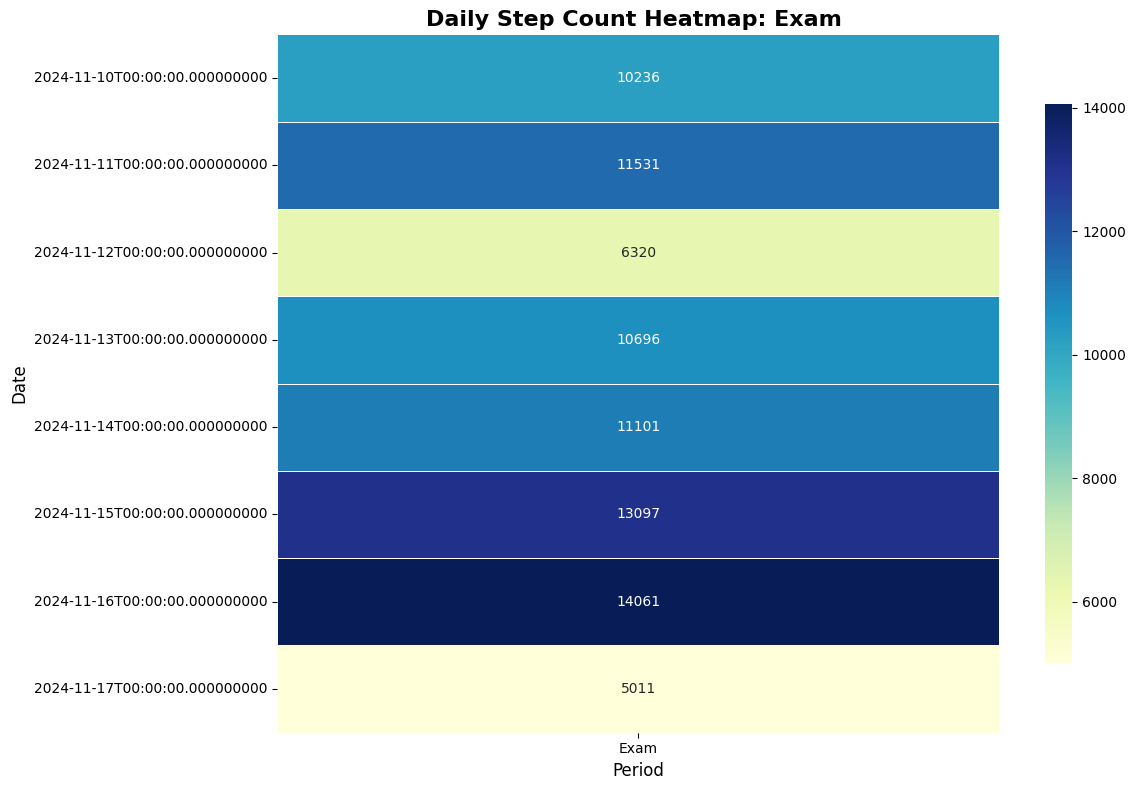 Daily Step Count Heatmap: Exam
2024-11-10T00:00:00.000000000
10236
2024-11-11T00:00:00.000000000
11531
2024-11-12T00:00:00.000000000
6320
2024-11-13T00:00:00.000000000
10696
2024-11-14T00:00:00.000000000
11101
2024-11-15T00:00:00.000000000
13097
2024-11-16T00:00:00.000000000
14061
2024-11-17T00:00:00.000000000
5011
Date
Exam
Period
14000
12000
10000
8000
6000